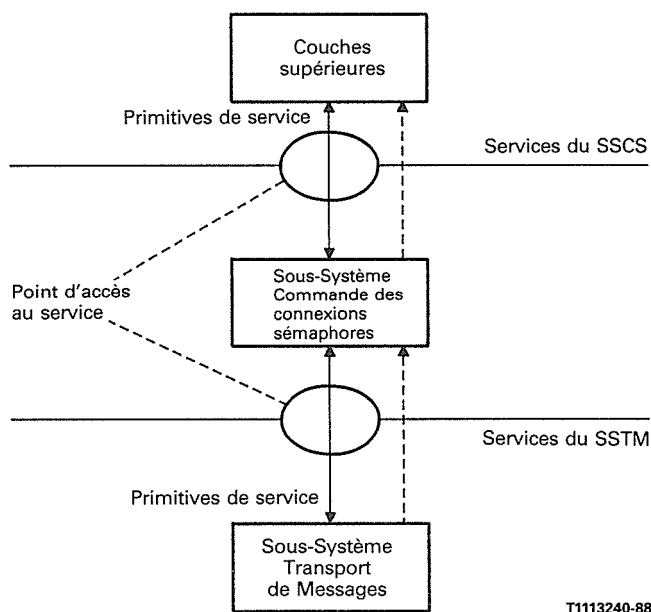 Couches
supérieures
Primitives de service
Services du SSCS
Point d'accès
au service
Sous-Système
Commande des
connexions
sémaphores
Services du SSTM
Primitives de service
Sous-Système
Transport
de Messages
T1113240-88